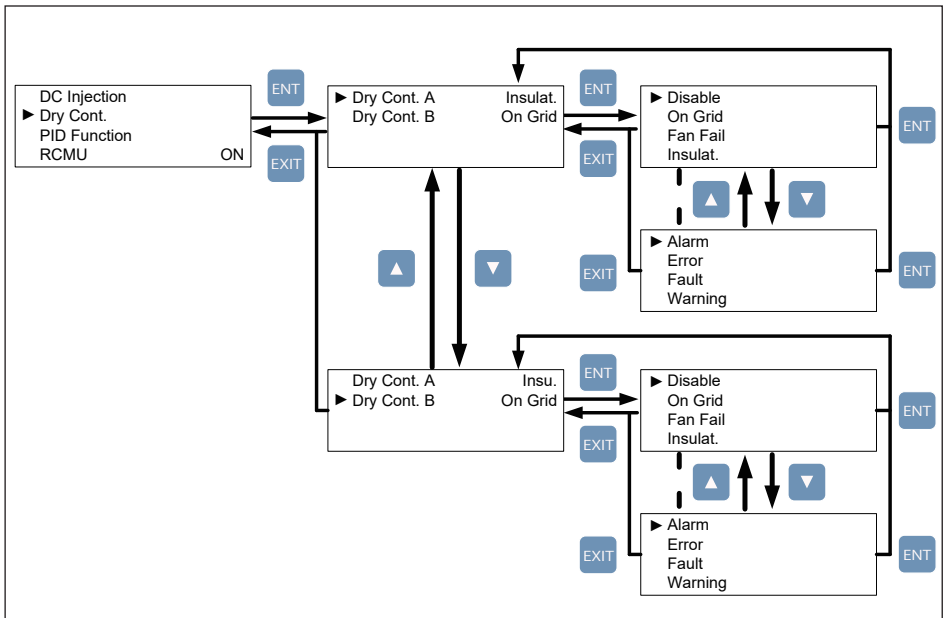 DC Injection
▶ Dry Cont.
PID Function
RCMU ON
ENT
EXIT
▶ Dry Cont. A Insulat.
Dry Cont. B On Grid
ENT
EXIT
▶ Disable
On Grid
Fan Fail
Insulat.
ENT
▲
▼
▶ Alarm
Error
Fault
Warning
EXIT
ENT
▲
▼
Dry Cont. A Insu.
▶ Dry Cont. B On Grid
ENT
EXIT
▶ Disable
On Grid
Fan Fail
Insulat.
ENT
▲
▼
▶ Alarm
Error
Fault
Warning
EXIT
ENT